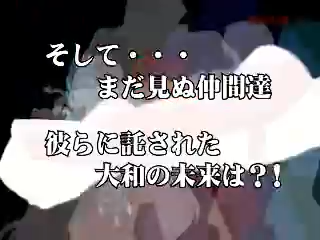 そして・・・
まだ見ぬ仲間達
彼らに託された
大和の未来は？！